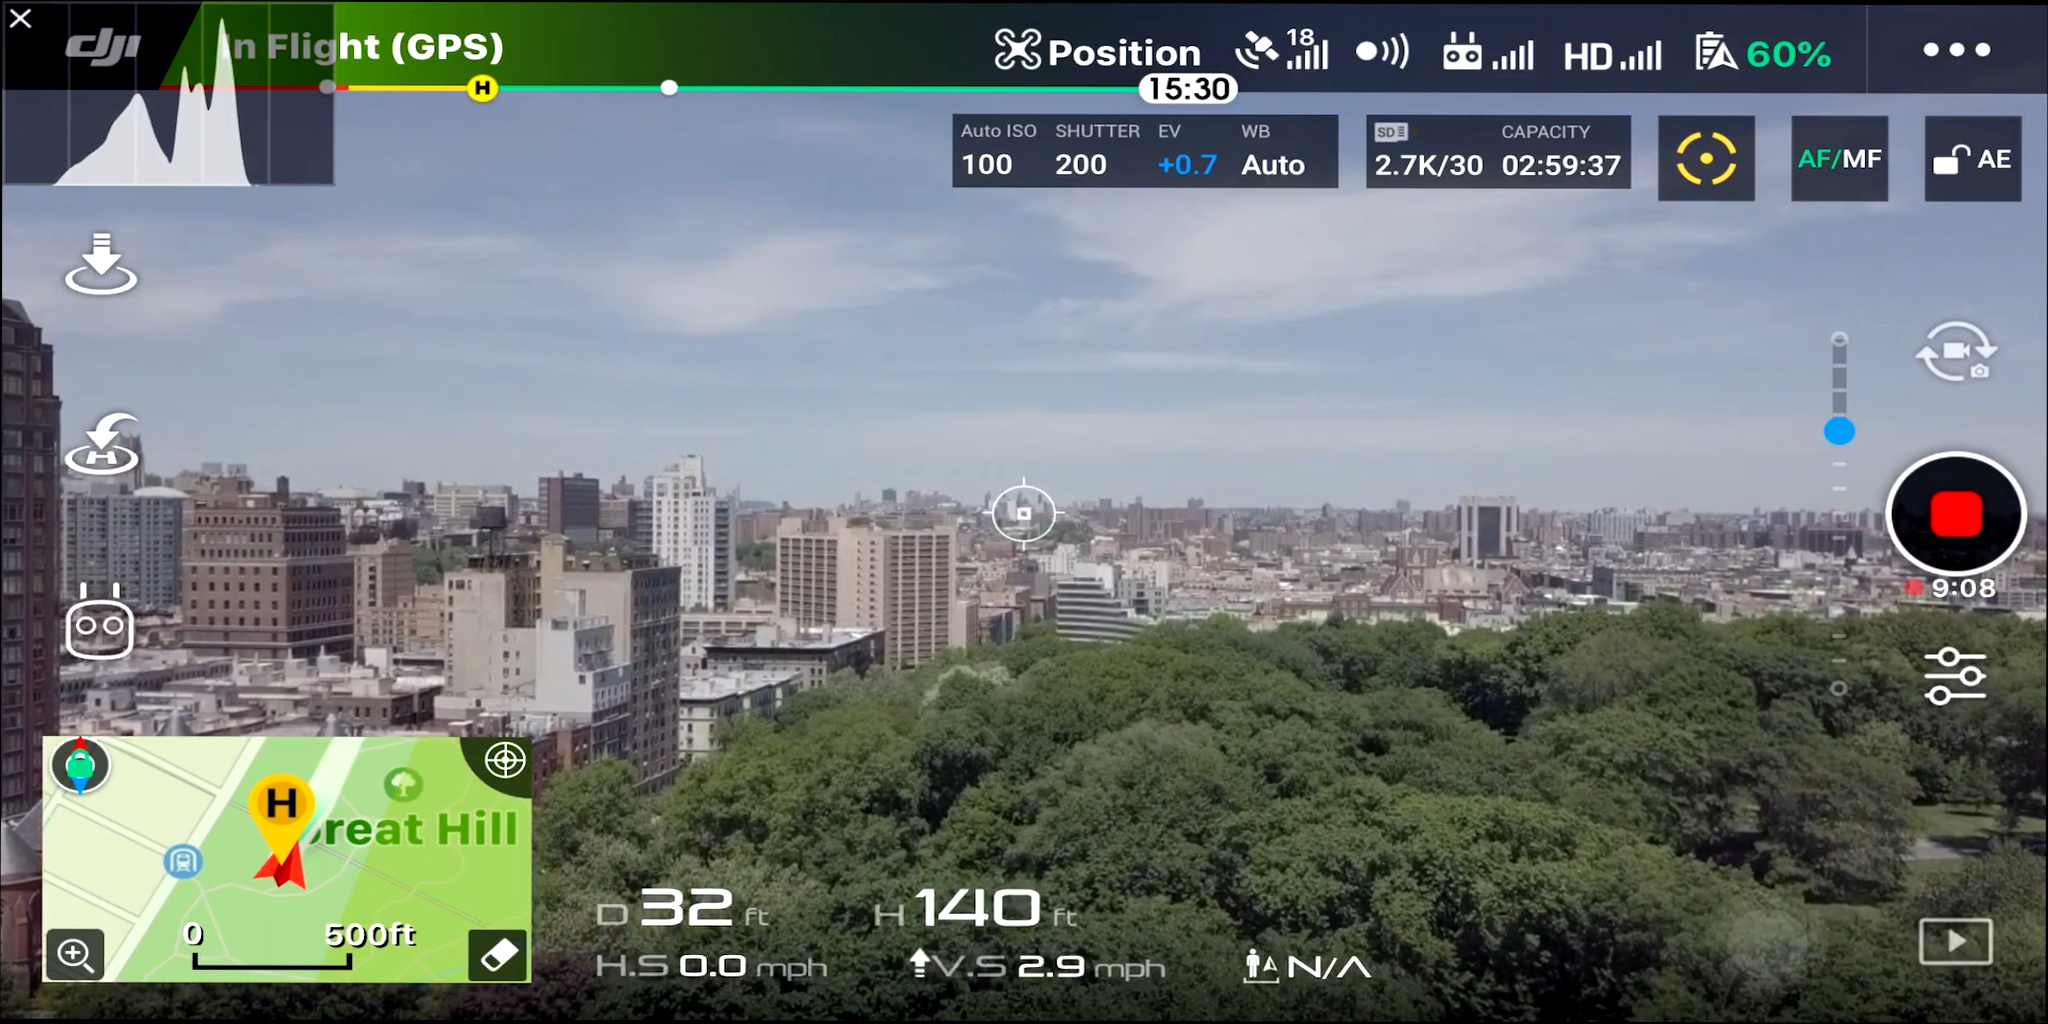 dji
In Flight (GPS)
Position
18
HD
60%
H
15:30
Auto ISO SHUTTER EV WB
100 200 +0.7 Auto
SD CAPACITY
2.7K/30 02:59:37
AF/MF
AE
H
9:08
H
Great Hill
0 500ft
D 32 ft H 140 ft
H.S 0.0 mph V.S 2.9 mph N/A